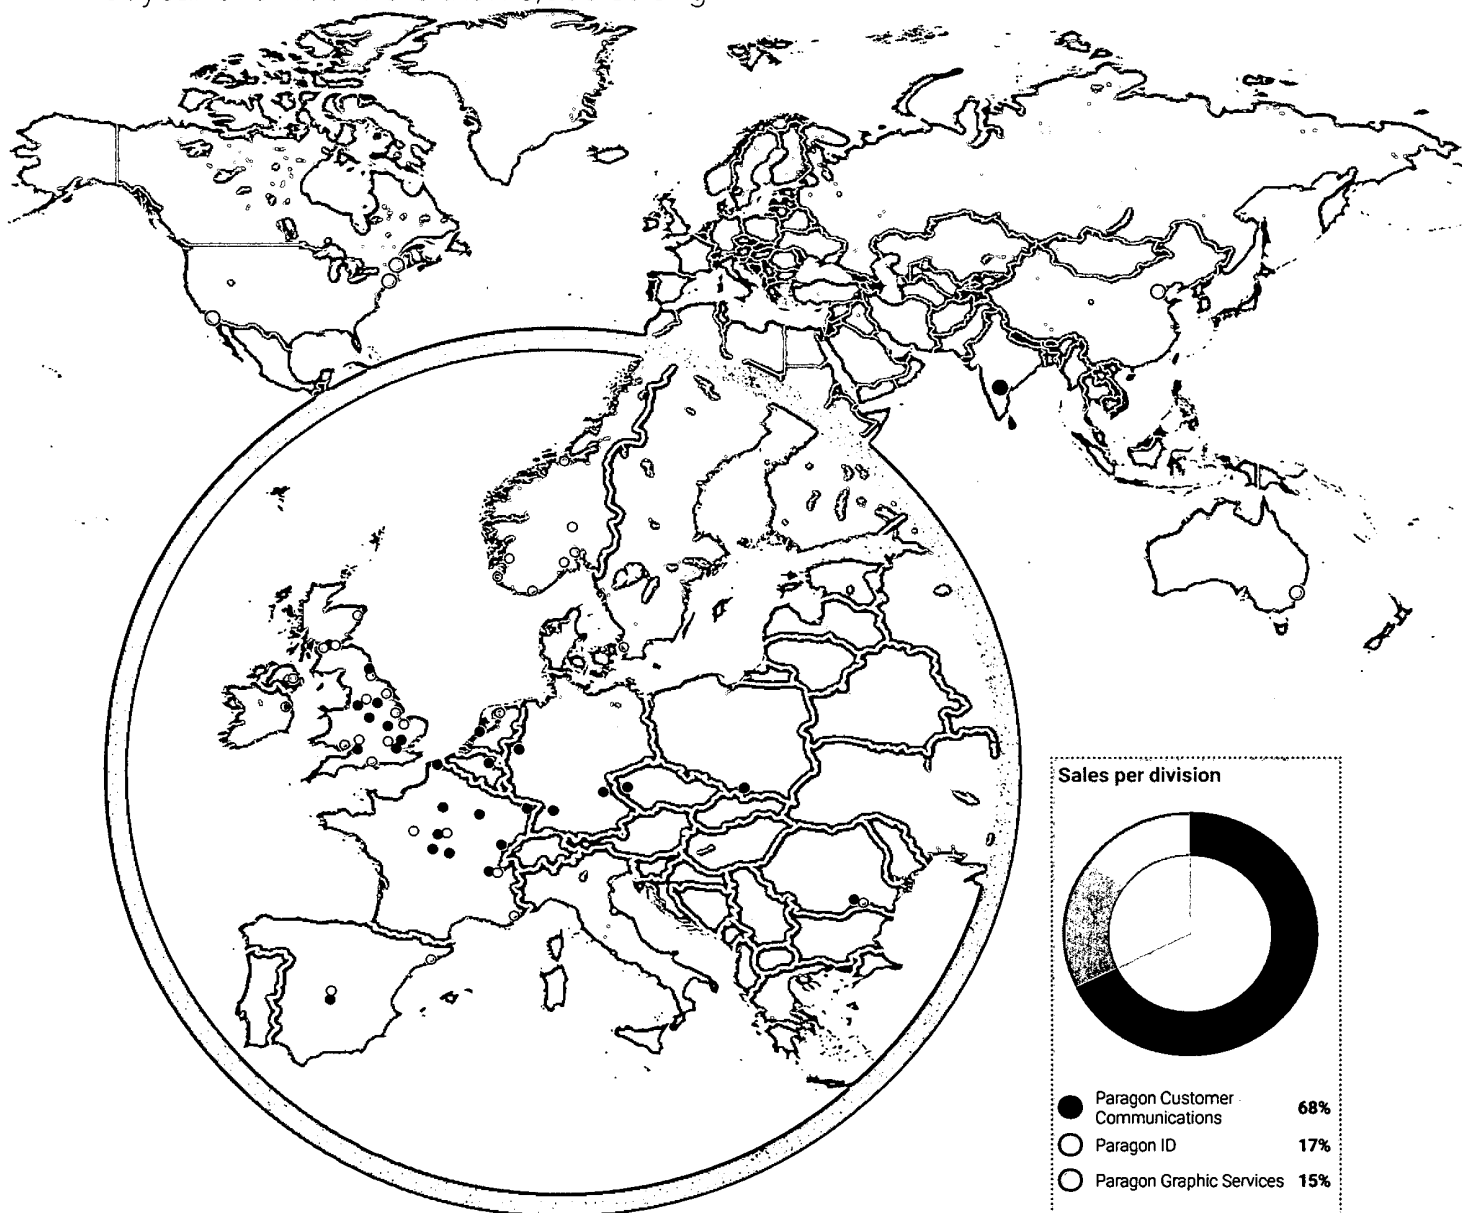 Sales per division
Paragon Customer
Communications 68%
Paragon ID 17%
Paragon Graphic Services 15%